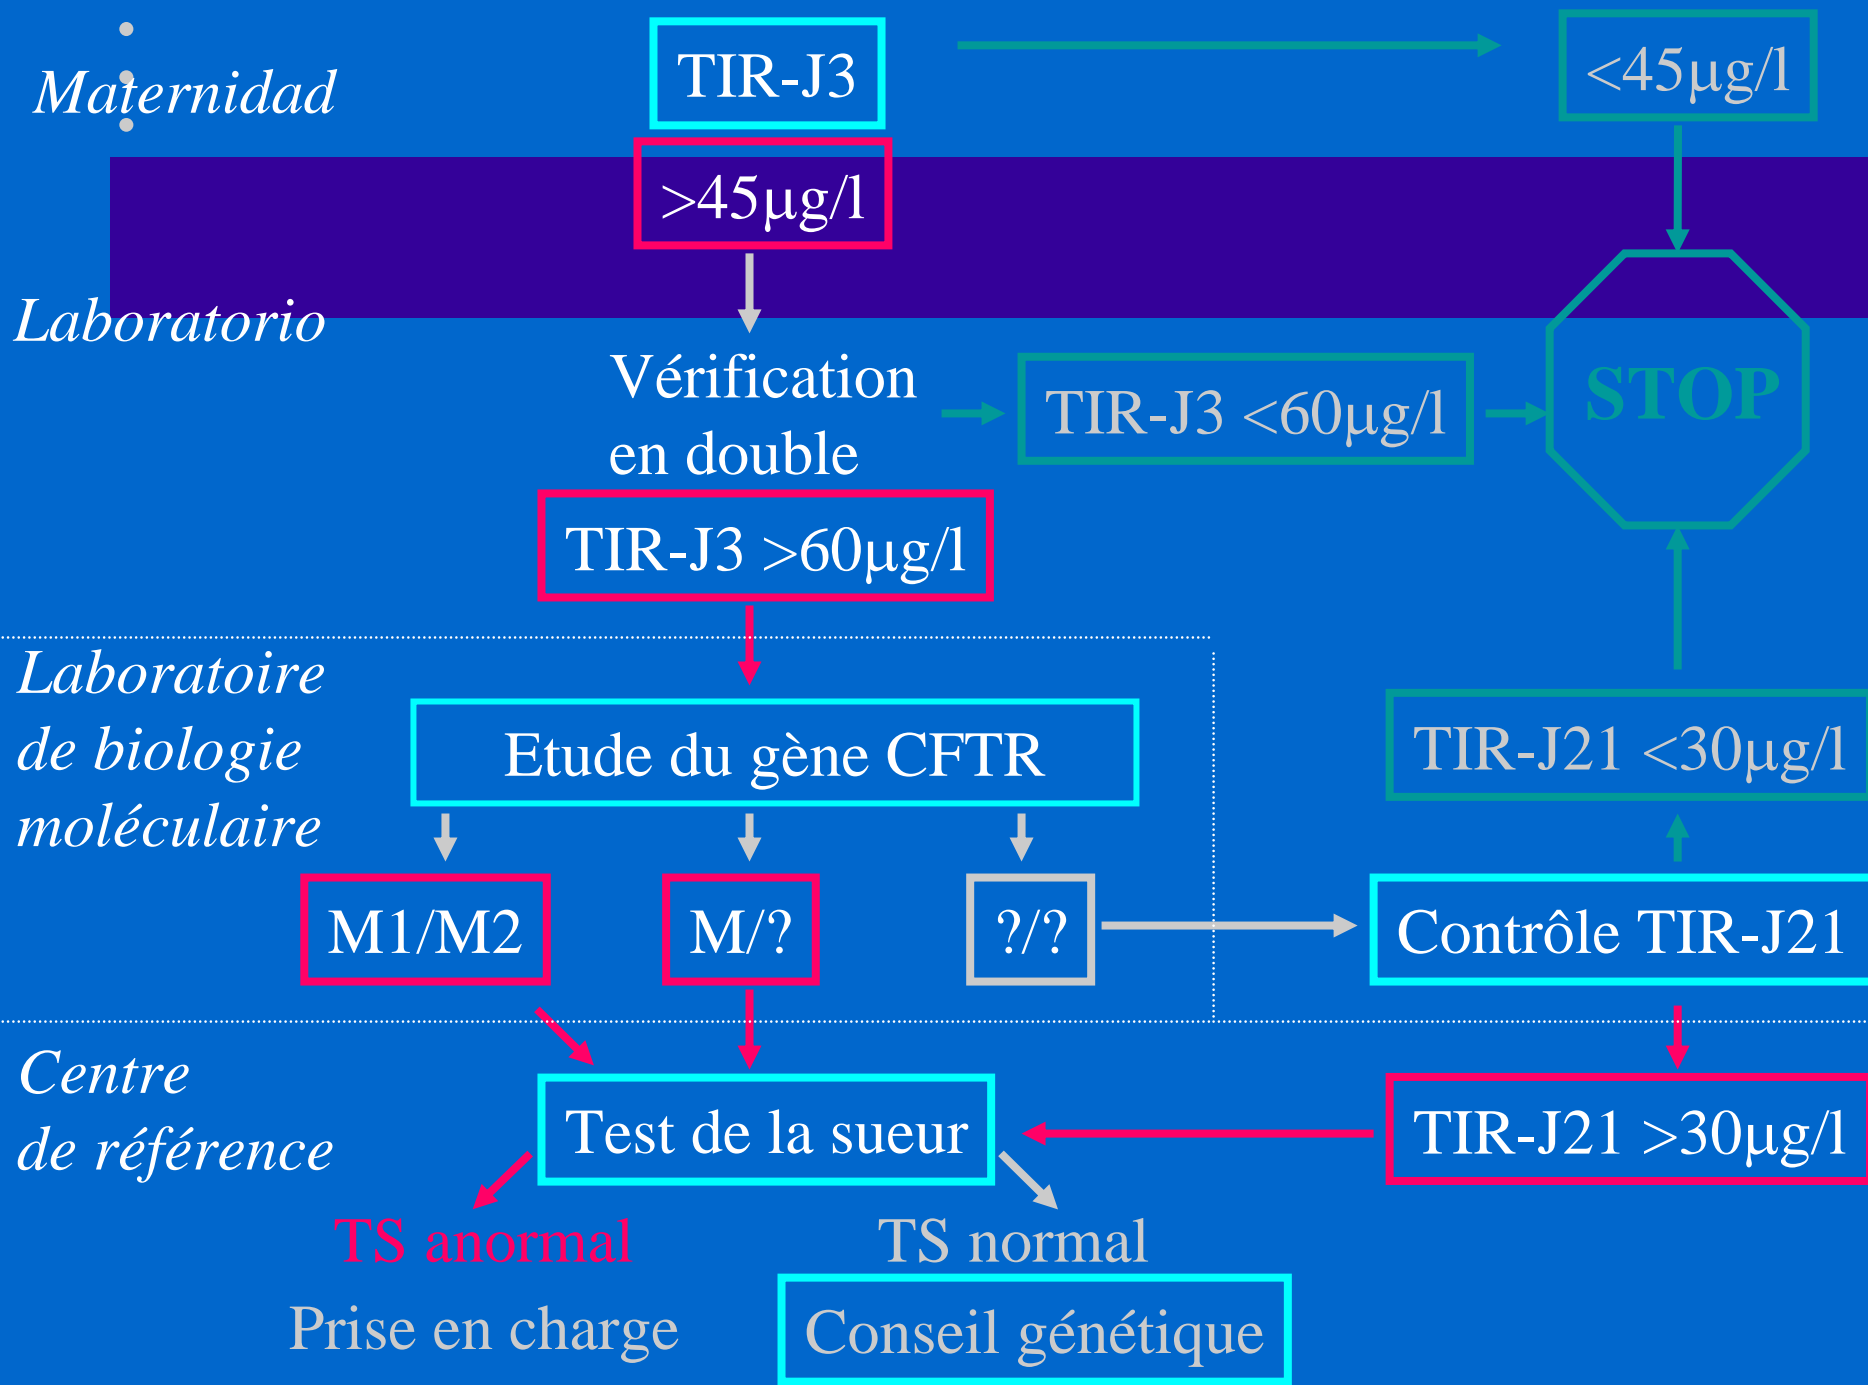 Maternidad
TIR-J3
<45µg/l
>45µg/l
Laboratorio
Vérification
en double
TIR-J3 <60µg/l
STOP
TIR-J3 >60µg/l
Laboratoire
de biologie
moléculaire
Etude du gène CFTR
TIR-J21 <30µg/l
M1/M2
M/?
?/?
Contrôle TIR-J21
Centre
de référence
Test de la sueur
TIR-J21 >30µg/l
TS anormal
TS normal
Prise en charge
Conseil génétique